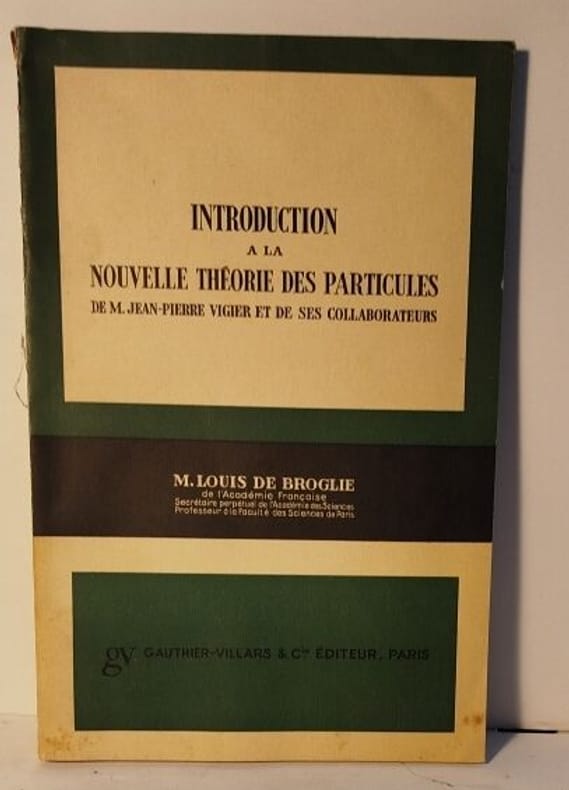 INTRODUCTION
A LA
NOUVELLE THÉORIE DES PARTICULES
DE M. JEAN-PIERRE VIGIER ET DE SES COLLABORATEURS
M. LOUIS DE BROGLIE
de l'Académie Française
Secrétaire perpétuel de l'Académie des Sciences
Professeur à la Faculté des Sciences de Paris
gv GAUTHIER-VILLARS & Cie ÉDITEUR, PARIS